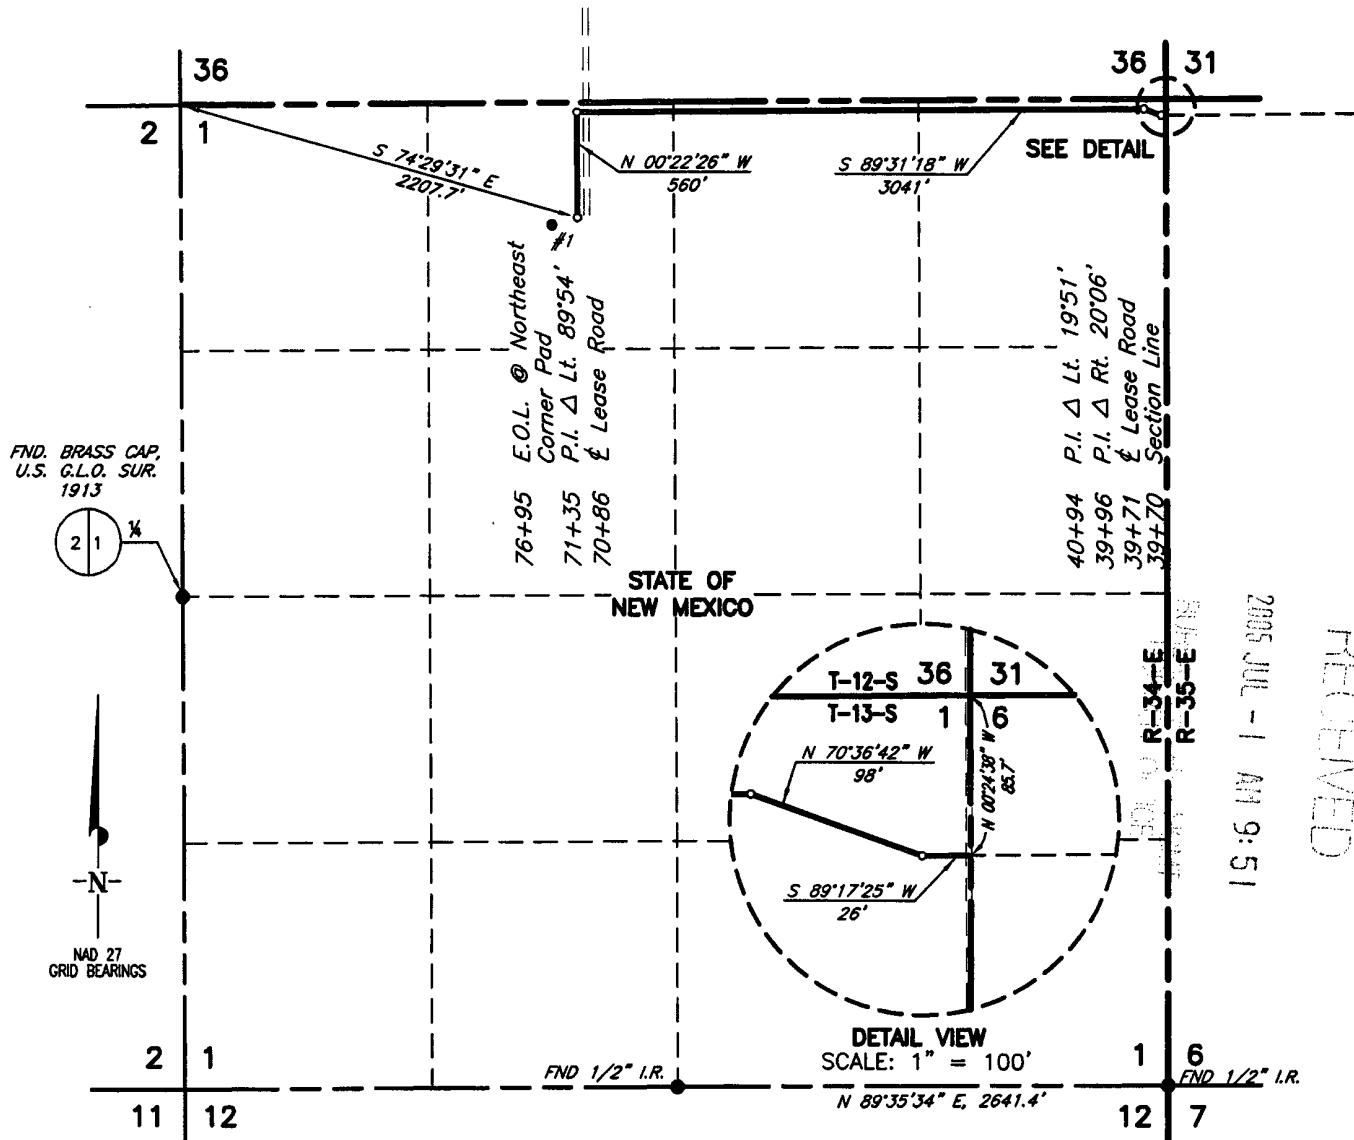 36
36
31
2
1
SEE DETAIL
S 74°29'31" E
2207.7'
N 00°22'26" W
560'
S 89°31'18" W
3041'
#1
76+95 E.O.L. @ Northeast
Corner Pad
71+35 P.I. Δ Lt. 89°54'
70+86 ℄ Lease Road
40+94 P.I. Δ Lt. 19°51'
39+96 P.I. Δ Rt. 20°06'
39+71 ℄ Lease Road
39+70 Section Line
FND. BRASS CAP,
U.S. G.L.O. SUR.
1913
2 1
¼
STATE OF
NEW MEXICO
R-34-E
R-35-E
2005 JUL -1 AM 9:51
RECEIVED
T-12-S
36
31
T-13-S
1
6
N 70°36'42" W
98'
N 00°24'38" W
85.7'
S 89°17'25" W
26'
-N-
NAD 27
GRID BEARINGS
DETAIL VIEW
SCALE: 1" = 100'
2
1
1
6
FND 1/2" I.R.
FND 1/2" I.R.
N 89°35'34" E, 2641.4'
11
12
12
7